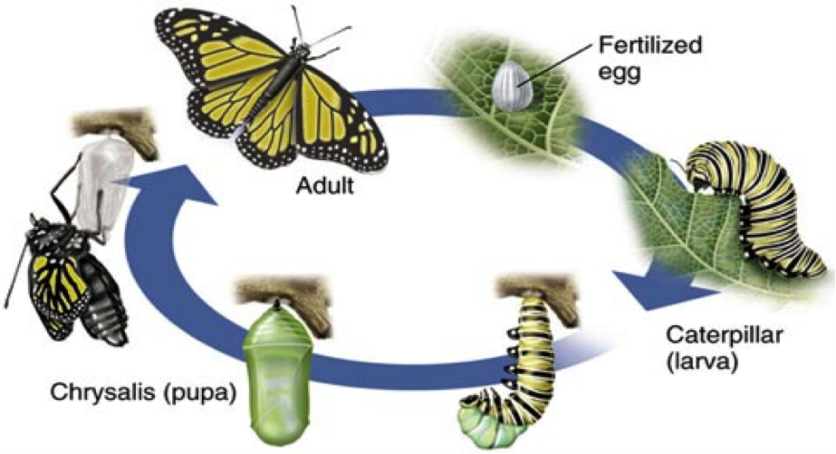 Fertilized
egg
Adult
Caterpillar
(larva)
Chrysalis (pupa)